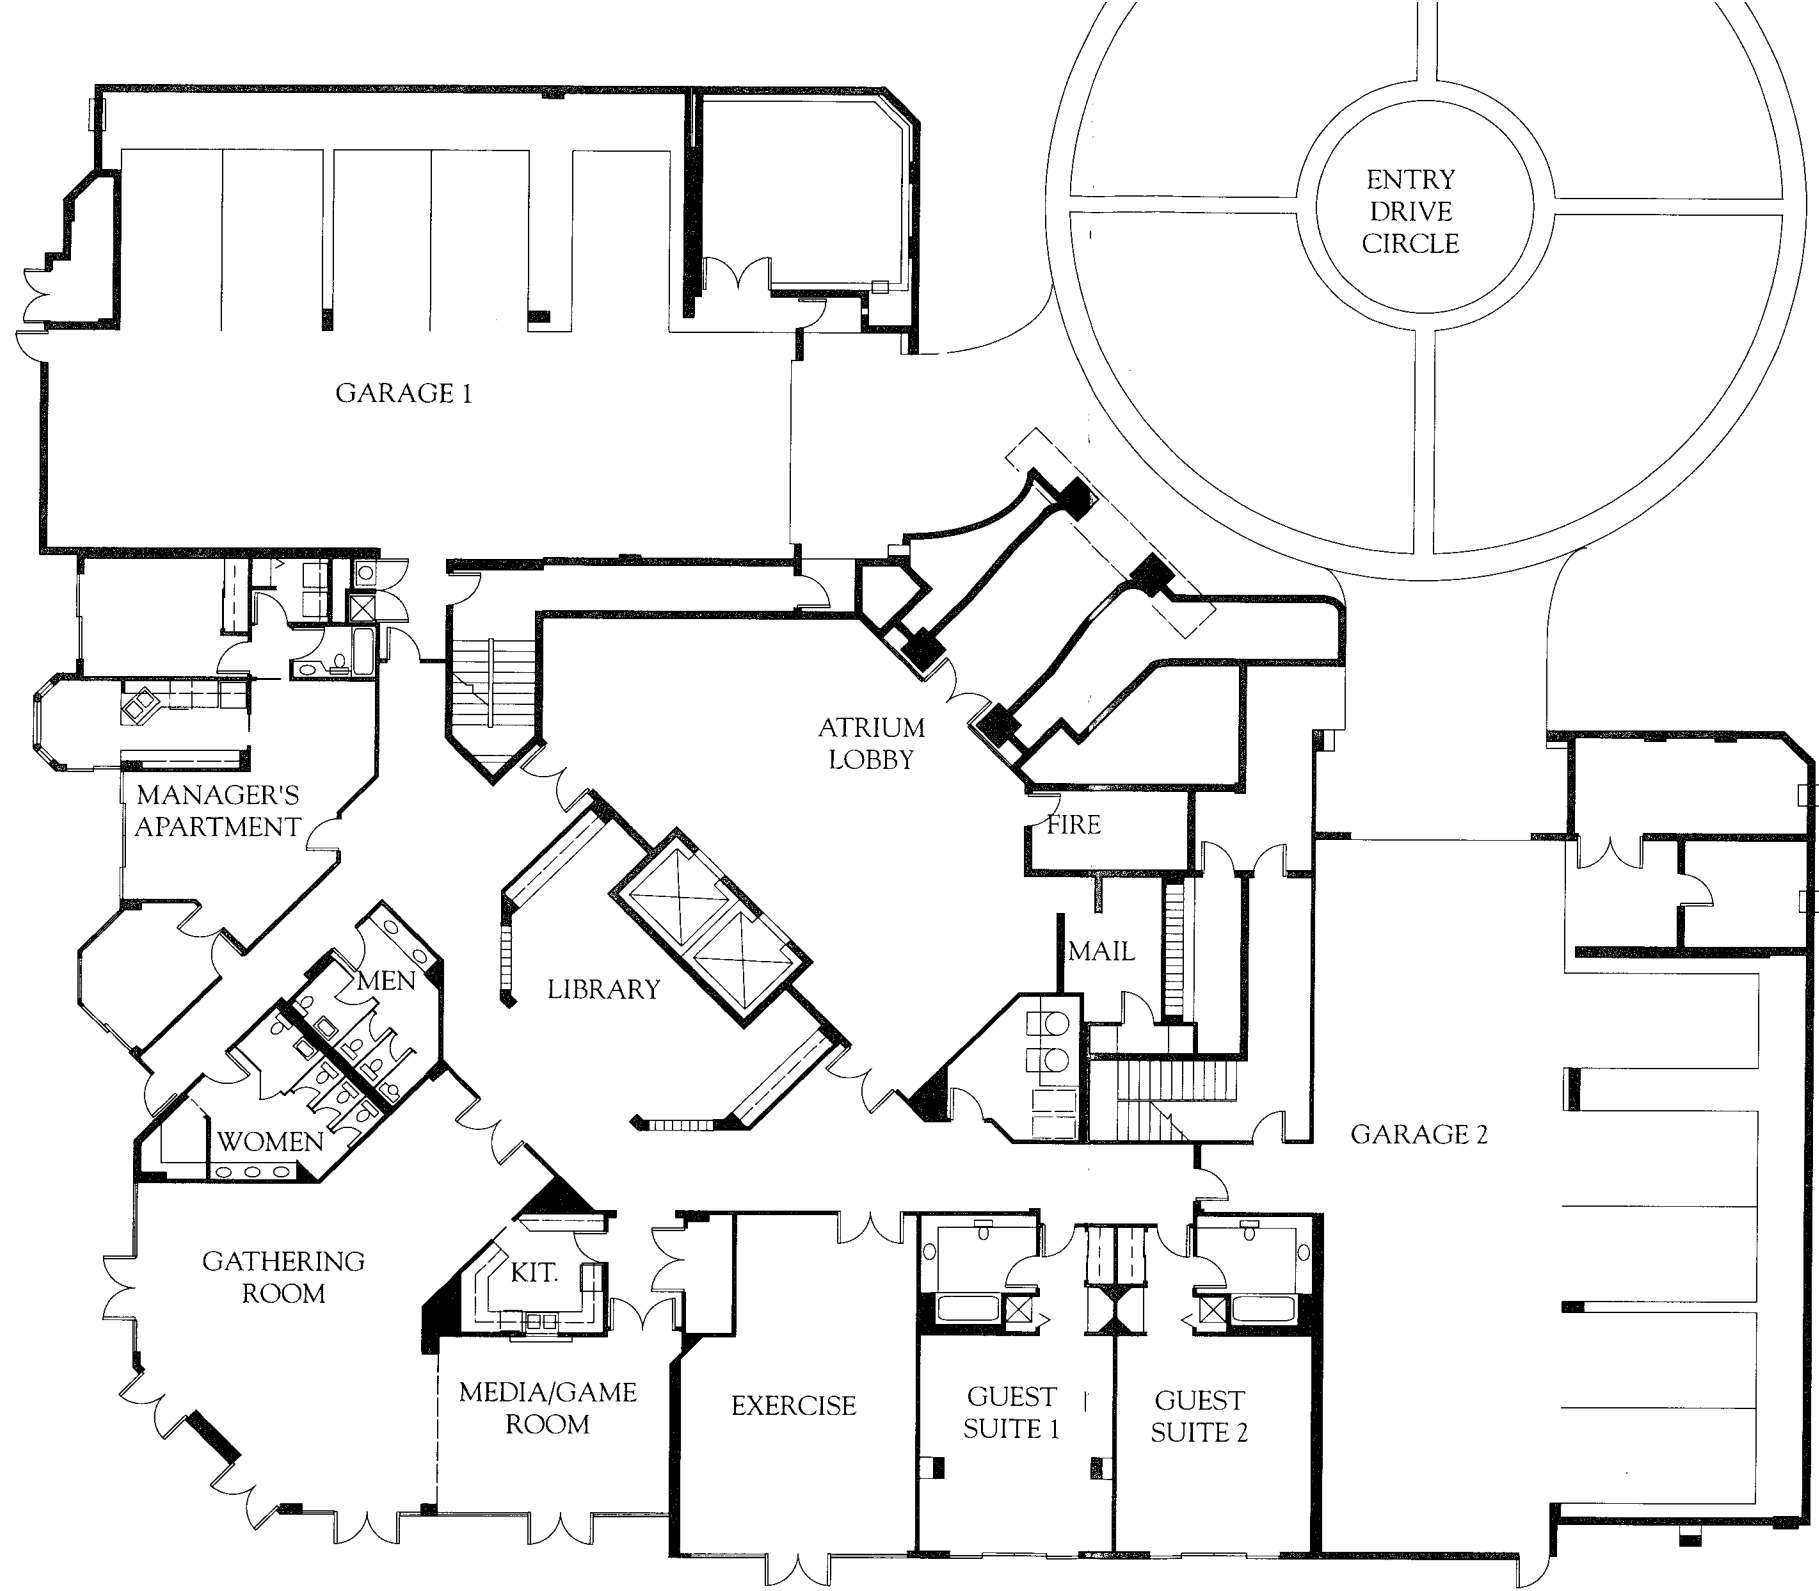 ENTRY
DRIVE
CIRCLE
GARAGE 1
ATRIUM
LOBBY
MANAGER'S
APARTMENT
FIRE
MEN
LIBRARY
MAIL
WOMEN
GARAGE 2
GATHERING
ROOM
KIT.
MEDIA/GAME
ROOM
EXERCISE
GUEST
SUITE 1
GUEST
SUITE 2